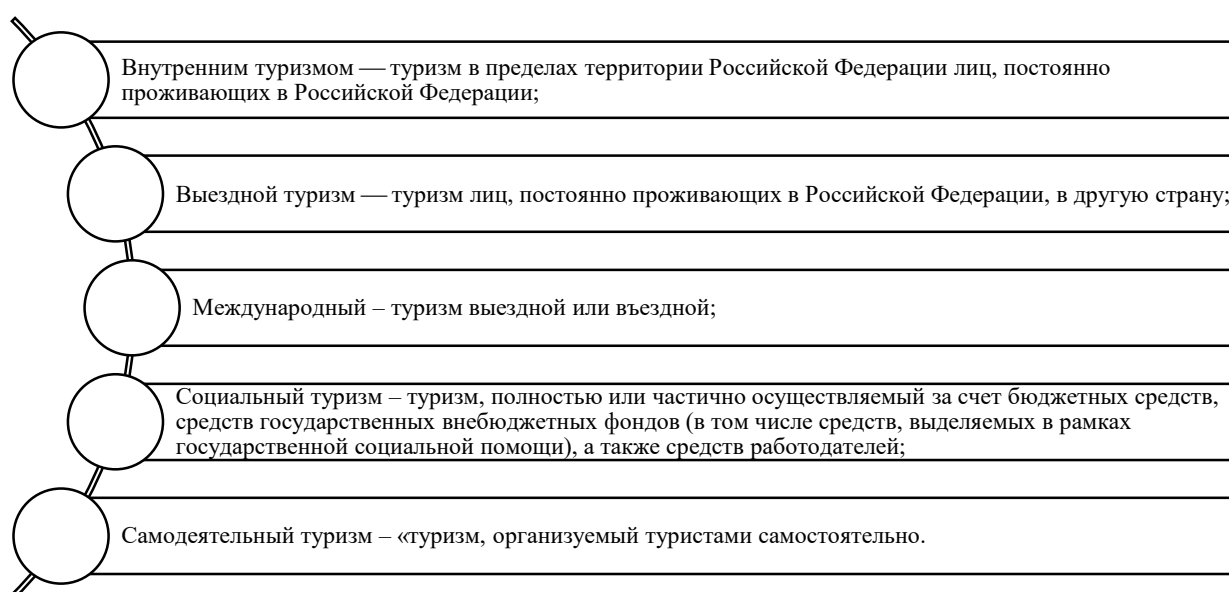 Внутренним туризмом — туризм в пределах территории Российской Федерации лиц, постоянно
проживающих в Российской Федерации;
Выездной туризм — туризм лиц, постоянно проживающих в Российской Федерации, в другую страну;
Международный – туризм выездной или въездной;
Социальный туризм – туризм, полностью или частично осуществляемый за счет бюджетных средств,
средств государственных внебюджетных фондов (в том числе средств, выделяемых в рамках
государственной социальной помощи), а также средств работодателей;
Самодеятельный туризм – «туризм, организуемый туристами самостоятельно.